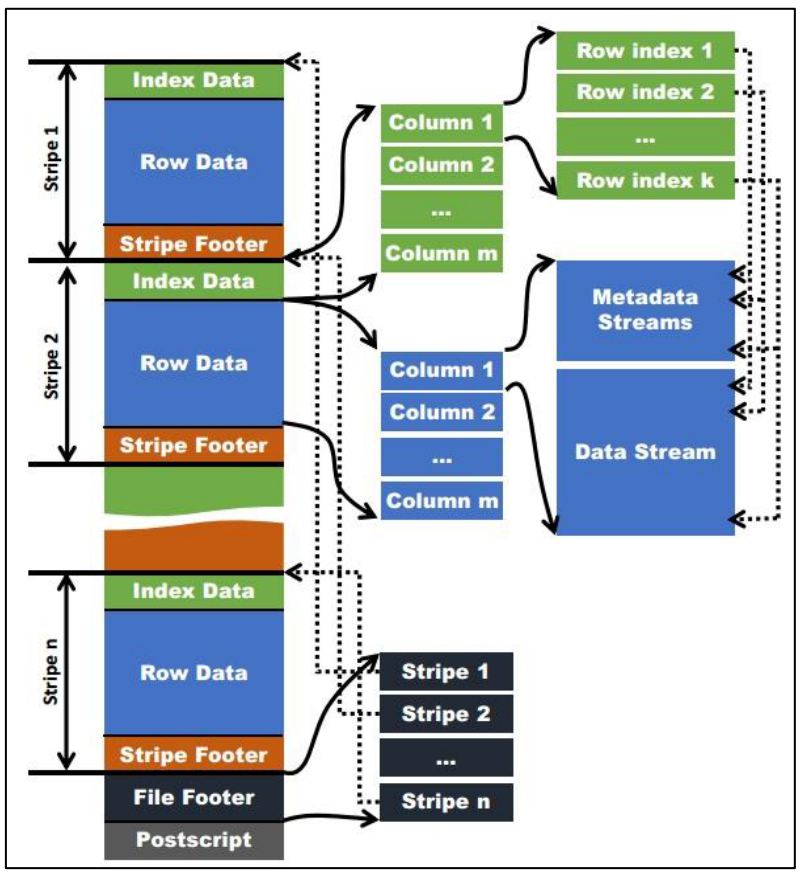 Stripe 1
Index Data
Row Data
Stripe Footer
Stripe 2
Index Data
Row Data
Stripe Footer
Stripe n
Index Data
Row Data
Stripe Footer
File Footer
Postscript
Column 1
Column 2
...
Column m
Row index 1
Row index 2
...
Row index k
Column 1
Column 2
...
Column m
Metadata
Streams
Data Stream
Stripe 1
Stripe 2
...
Stripe n